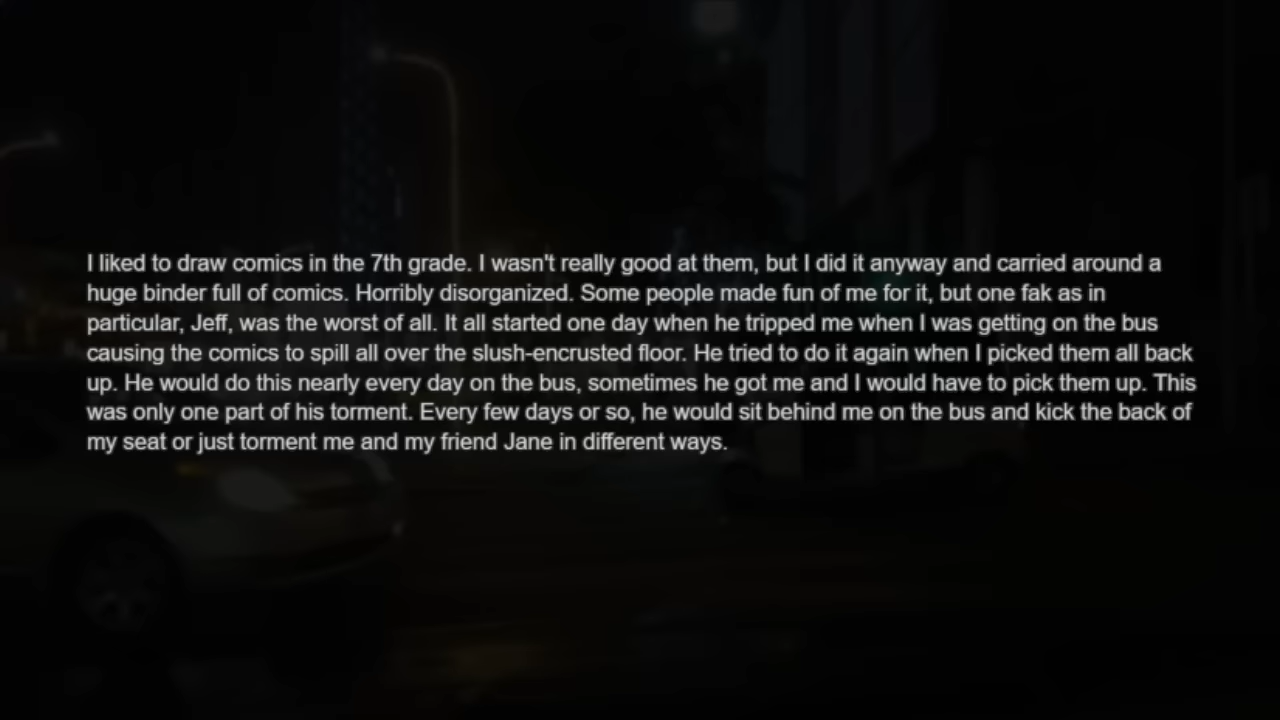 I liked to draw comics in the 7th grade. I wasn't really good at them, but I did it anyway and carried around a
huge binder full of comics. Horribly disorganized. Some people made fun of me for it, but one fak as in
particular, Jeff, was the worst of all. It all started one day when he tripped me when I was getting on the bus
causing the comics to spill all over the slush-encrusted floor. He tried to do it again when I picked them all back
up. He would do this nearly every day on the bus, sometimes he got me and I would have to pick them up. This
was only one part of his torment. Every few days or so, he would sit behind me on the bus and kick the back of
my seat or just torment me and my friend Jane in different ways.